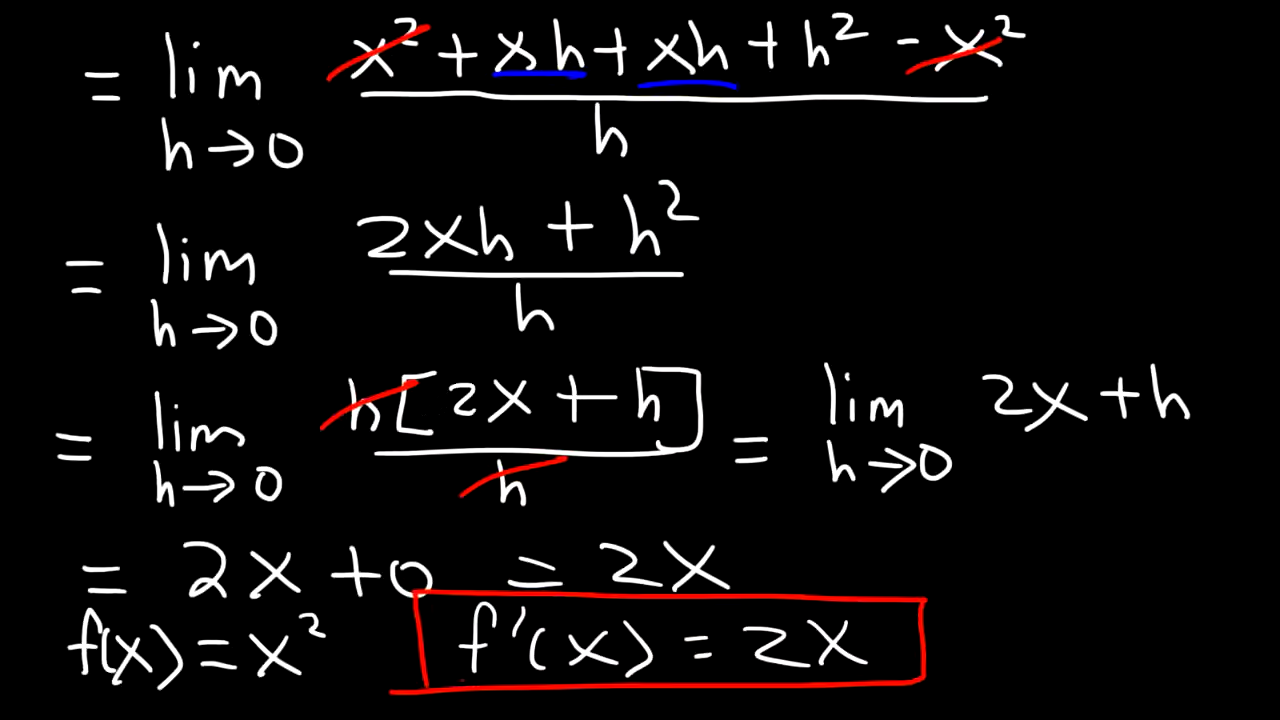 = lim h→0 (x² + xh + xh + h² - x²) / h
= lim h→0 (2xh + h²) / h
= lim h→0 h[2x + h] / h = lim h→0 2x + h
= 2x + 0 = 2x
f(x) = x² f'(x) = 2x